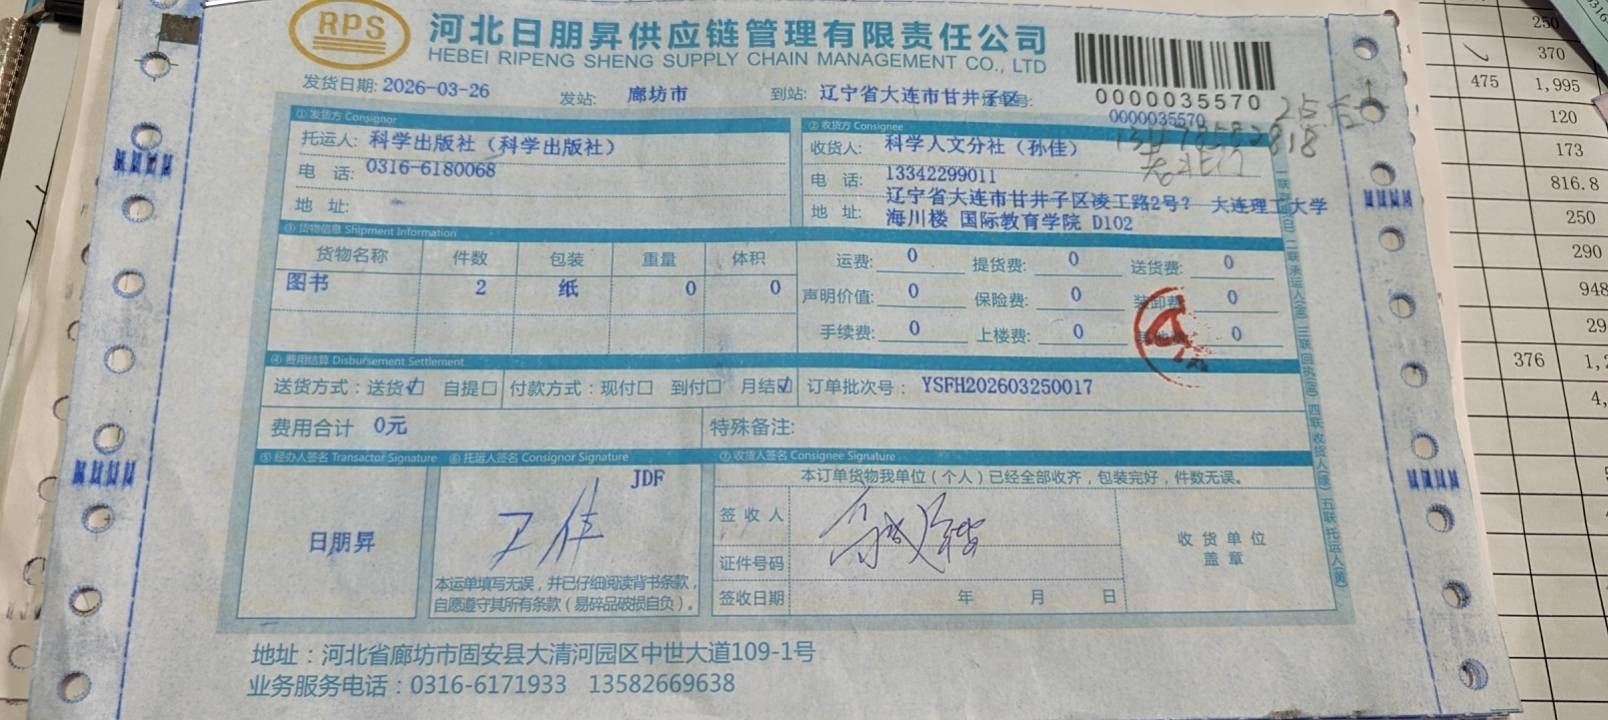 RPS
河北日朋昇供应链管理有限责任公司
HEBEI RIPENG SHENG SUPPLY CHAIN MANAGEMENT CO., LTD
发货日期: 2026-03-26
发站: 廊坊市
到站: 辽宁省大连市甘井子区
0000035570
0000035570
①发货方 Consignor
托运人: 科学出版社（科学出版社）
电 话: 0316-6180068
地 址:
②收货方 Consignee
收货人: 科学人文分社（孙佳）
电 话: 13342299011
地 址: 辽宁省大连市甘井子区凌工路2号? 大连理工大学
海川楼 国际教育学院 D102
③货物信息 Shipment Information
货物名称 件数 包装 重量 体积
图书 2 纸 0 0
运费: 0 提货费: 0 送货费: 0
声明价值: 0 保险费: 0 装卸费 0
手续费: 0 上楼费: 0 0
④费用结算 Disbursement Settlement
送货方式：送货☑ 自提☐ 付款方式：现付☐ 到付☐ 月结☑ 订单批次号： YSFH202603250017
费用合计 0元
特殊备注:
⑤经办人签名 Transactor Signature
日朋昇
⑥托运人签名 Consignor Signature
JDF
本运单填写无误，并已仔细阅读背书条款，
自愿遵守其所有条款（易碎品破损自负）。
⑦收货人签名 Consignee Signature
本订单货物我单位（个人）已经全部收齐，包装完好，件数无误。
签收人
证件号码
签收日期 年 月 日
收货单位
盖章
地址：河北省廊坊市固安县大清河园区中世大道109-1号
业务服务电话：0316-6171933 13582669638
250
370
475 1,995
120
173
816.8
250
290
948
29
376